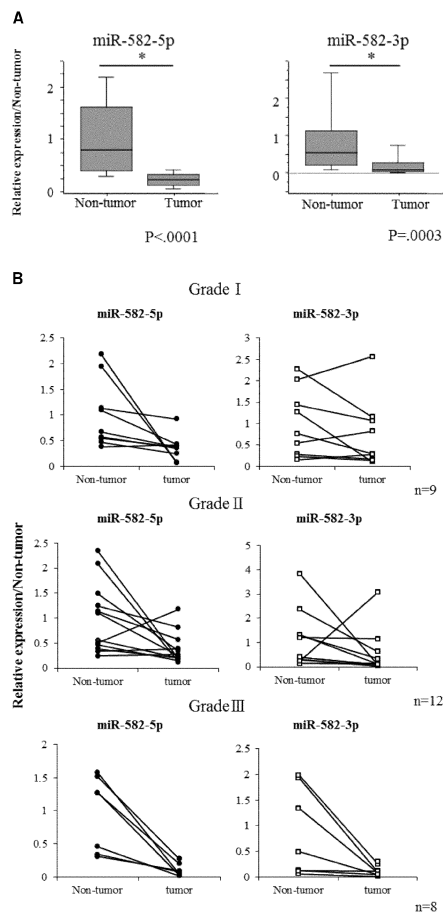 A
miR-582-5p
miR-582-3p
*
*
Relative expression/Non-tumor
2
1
0
2
1
0
Non-tumor Tumor
Non-tumor Tumor
P<.0001
P=.0003
B
Grade I
miR-582-5p
miR-582-3p
2.5
2
1.5
1
0.5
0
3
2.5
2
1.5
1
0.5
0
Non-tumor tumor
Non-tumor tumor
n=9
Grade II
miR-582-5p
miR-582-3p
Relative expression/Non-tumor
2.5
2
1.5
1
0.5
0
5
4
3
2
1
0
Non-tumor tumor
Non-tumor tumor
n=12
Grade III
miR-582-5p
miR-582-3p
2
1.5
1
0.5
0
2.5
2
1.5
1
0.5
0
Non-tumor tumor
Non-tumor tumor
n=8